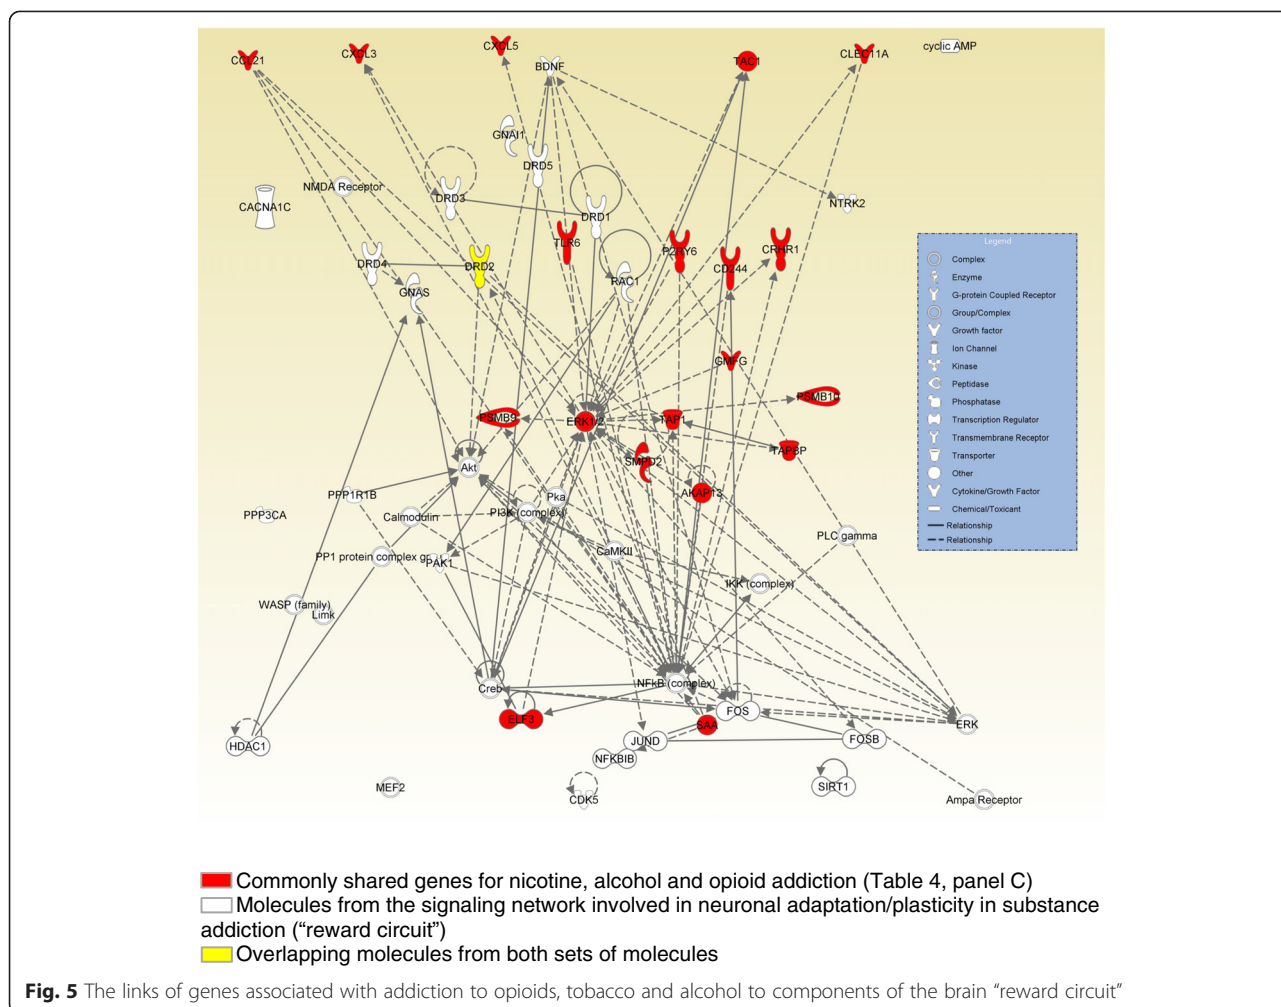 CCL21
CXCL3
CXCL5
BDNF
TAC1
CLEC11A
cyclic AMP
GNAI1
DRD5
NMDA Receptor
CACNA1C
DRD3
DRD1
NTRK2
TLR6
P2RY6
CRHR1
CD244
DRD4
DRD2
RAC1
GNAS
GMFG
PSMB10
PSMB9
ERK1/2
TAP1
TAPBP
SMPD2
Akt
AKAP13
PPP1R1B
Pka
PPP3CA
Calmodulin
PI3K (complex)
PLC gamma
PP1 protein complex gr
PAK1
CaMKII
IKK (complex)
WASP (family)
Limk
Creb
NFkB (complex)
ELF3
SAA
FOS
ERK
HDAC1
JUND
FOSB
NFKBIB
MEF2
CDK5
SIRT1
Ampa Receptor
Legend
Complex
Enzyme
G-protein Coupled Receptor
Group/Complex
Growth factor
Ion Channel
Kinase
Peptidase
Phosphatase
Transcription Regulator
Transmembrane Receptor
Transporter
Other
Cytokine/Growth Factor
Chemical/Toxicant
Relationship
Relationship
Commonly shared genes for nicotine, alcohol and opioid addiction (Table 4, panel C)
Molecules from the signaling network involved in neuronal adaptation/plasticity in substance
addiction (“reward circuit”)
Overlapping molecules from both sets of molecules
Fig. 5 The links of genes associated with addiction to opioids, tobacco and alcohol to components of the brain “reward circuit”